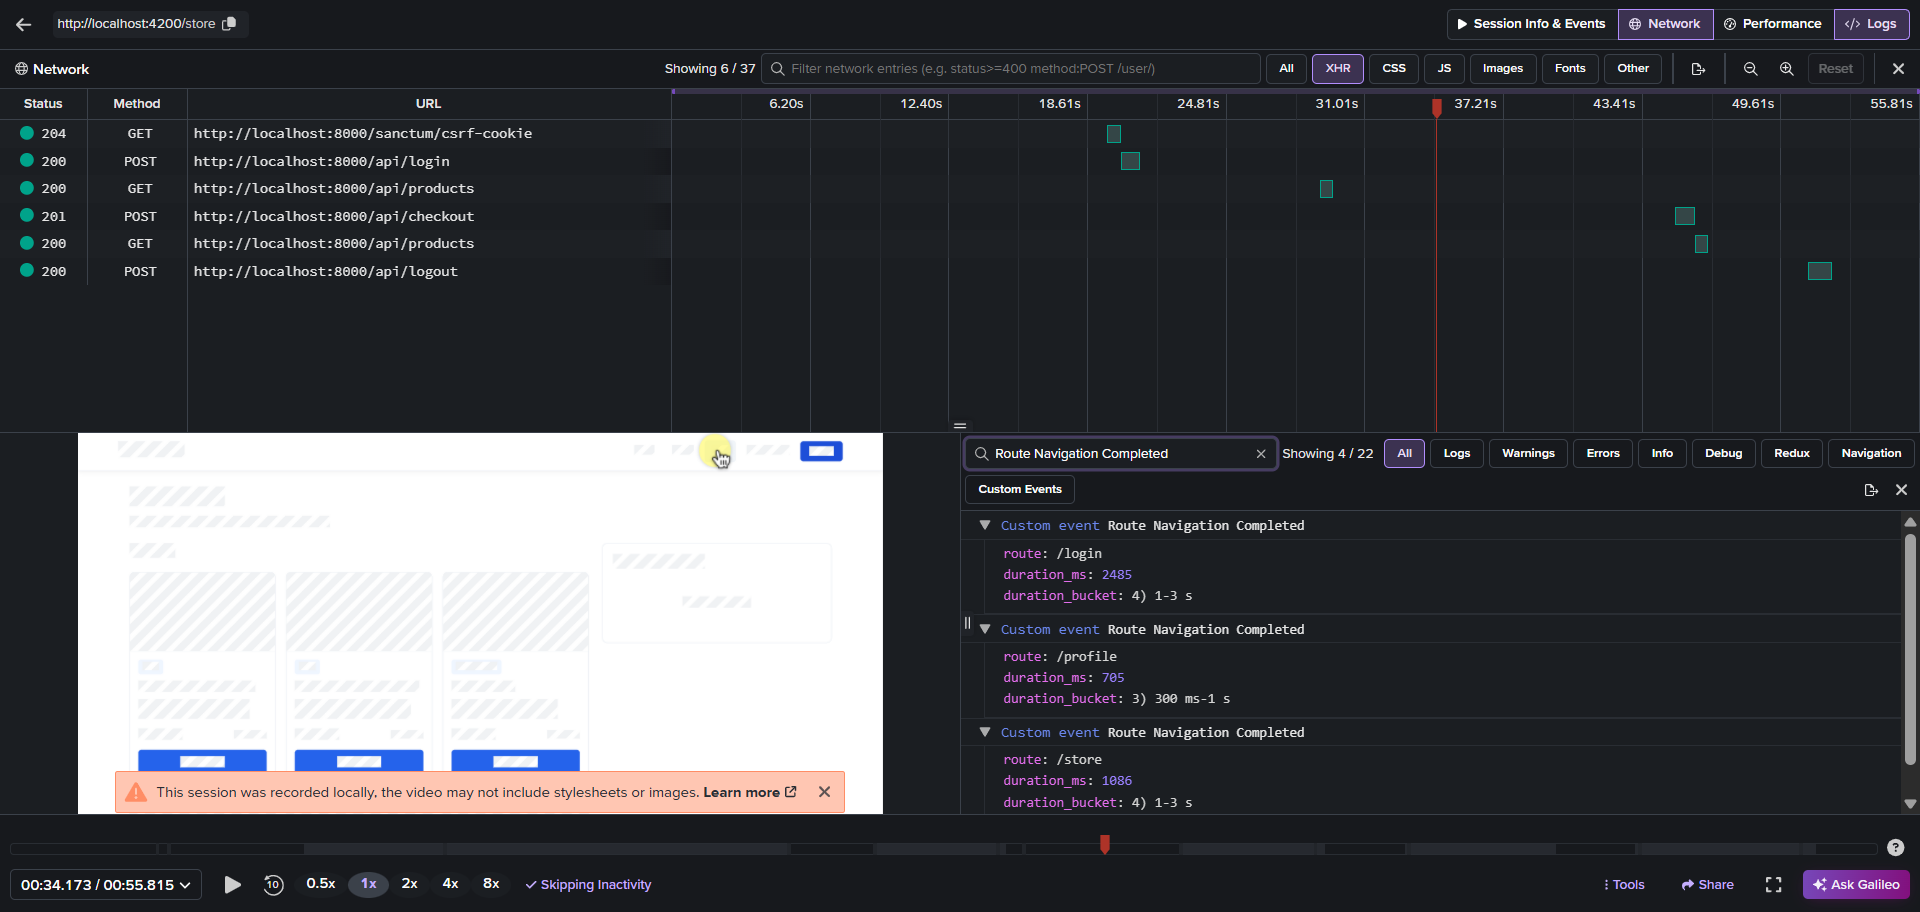 http://localhost:4200/store
Session Info & Events
Network
Performance
</> Logs
Network
Showing 6 / 37
Filter network entries (e.g. status>=400 method:POST /user/)
All
XHR
CSS
JS
Images
Fonts
Other
Reset
Status
Method
URL
6.20s
12.40s
18.61s
24.81s
31.01s
37.21s
43.41s
49.61s
55.81s
204 GET http://localhost:8000/sanctum/csrf-cookie
200 POST http://localhost:8000/api/login
200 GET http://localhost:8000/api/products
201 POST http://localhost:8000/api/checkout
200 GET http://localhost:8000/api/products
200 POST http://localhost:8000/api/logout
This session was recorded locally, the video may not include stylesheets or images. Learn more
Route Navigation Completed
Showing 4 / 22
All
Logs
Warnings
Errors
Info
Debug
Redux
Navigation
Custom Events
Custom event Route Navigation Completed
route: /login
duration_ms: 2485
duration_bucket: 4) 1-3 s
Custom event Route Navigation Completed
route: /profile
duration_ms: 705
duration_bucket: 3) 300 ms-1 s
Custom event Route Navigation Completed
route: /store
duration_ms: 1086
duration_bucket: 4) 1-3 s
?
00:34.173 / 00:55.815
10
0.5x
1x
2x
4x
8x
Skipping Inactivity
Tools
Share
Ask Galileo